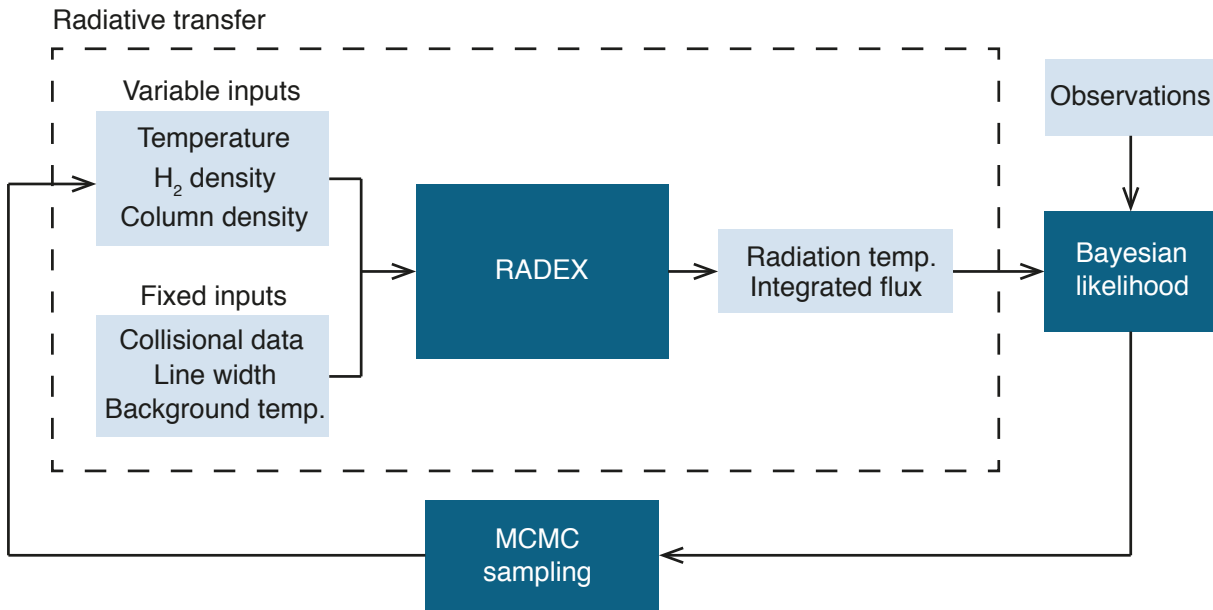 Radiative transfer
Variable inputs
Temperature
H₂ density
Column density
Fixed inputs
Collisional data
Line width
Background temp.
RADEX
Radiation temp.
Integrated flux
Observations
Bayesian
likelihood
MCMC
sampling